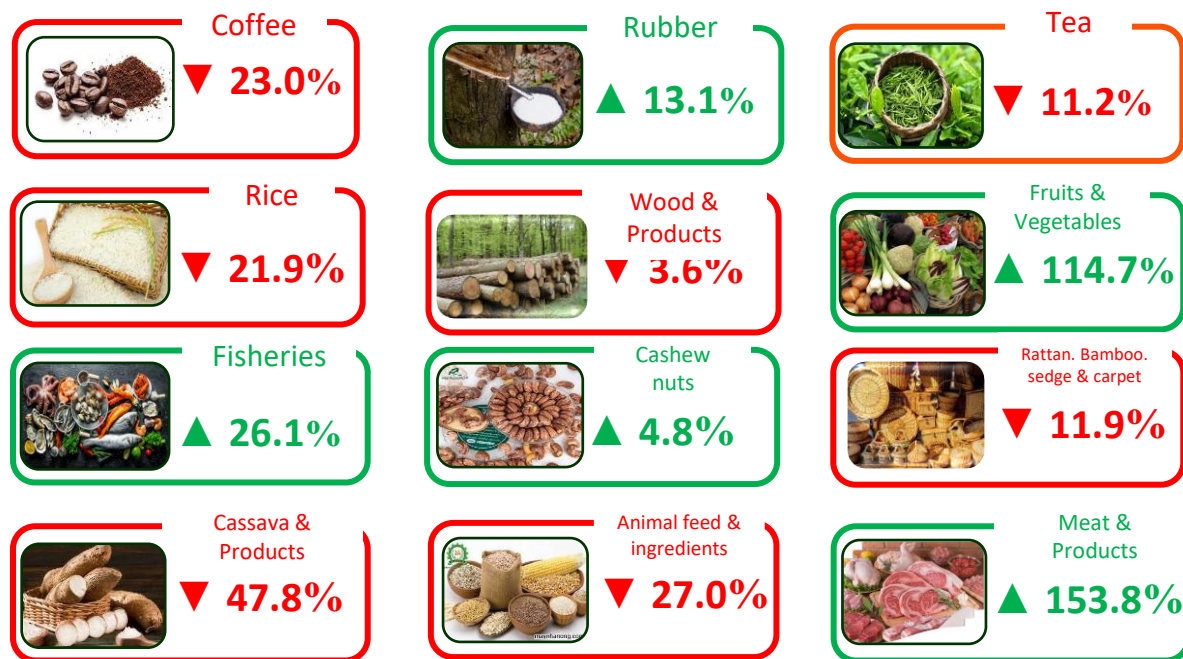 Coffee
▼ 23.0%
Rubber
▲ 13.1%
Tea
▼ 11.2%
Rice
▼ 21.9%
Wood &
Products
▼ 3.6%
Fruits &
Vegetables
▲ 114.7%
Fisheries
▲ 26.1%
Cashew
nuts
▲ 4.8%
Rattan. Bamboo.
sedge & carpet
▼ 11.9%
Cassava &
Products
▼ 47.8%
Animal feed &
ingredients
▼ 27.0%
Meat &
Products
▲ 153.8%